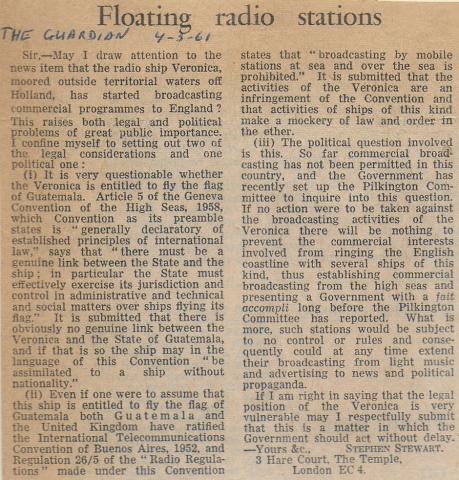 Floating radio stations
THE GUARDIAN 4-3-61
Sir,—May I draw attention to the
news item that the radio ship Veronica,
moored outside territorial waters off
Holland, has started broadcasting
commercial programmes to England?
This raises both legal and political
problems of great public importance.
I confine myself to setting out two of
the legal considerations and one
political one:
(i) It is very questionable whether
the Veronica is entitled to fly the flag
of Guatemala. Article 5 of the Geneva
Convention of the High Seas, 1958,
which Convention as its preamble
states is "generally declaratory of
established principles of international
law," says that "there must be a
genuine link between the State and the
ship; in particular the State must
effectively exercise its jurisdiction and
control in administrative and technical
and social matters over ships flying its
flag." It is submitted that there is
obviously no genuine link between the
Veronica and the State of Guatemala,
and if that is so the ship may in the
language of this Convention "be
assimilated to a ship without
nationality."
(ii) Even if one were to assume that
this ship is entitled to fly the flag of
Guatemala both Guatemala and
the United Kingdom have ratified
the International Telecommunications
Convention of Buenos Aires, 1952, and
Regulation 26/5 of the "Radio Regula-
tions" made under this Convention
states that "broadcasting by mobile
stations at sea and over the sea is
prohibited." It is submitted that the
activities of the Veronica are an
infringement of the Convention and
that activities of ships of this kind
make a mockery of law and order in
the ether.
(iii) The political question involved
is this. So far commercial broad-
casting has not been permitted in this
country, and the Government has
recently set up the Pilkington Com-
mittee to inquire into this question.
If no action were to be taken against
the broadcasting activities of the
Veronica there will be nothing to
prevent the commercial interests
involved from ringing the English
coastline with several ships of this
kind, thus establishing commercial
broadcasting from the high seas and
presenting a Government with a fait
accompli long before the Pilkington
Committee has reported. What is
more, such stations would be subject
to no control or rules and conse-
quently could at any time extend
their broadcasting from light music
and advertising to news and political
propaganda.
If I am right in saying that the legal
position of the Veronica is very
vulnerable may I respectfully submit
that this is a matter in which the
Government should act without delay.
—Yours &c., STEPHEN STEWART.
3 Hare Court, The Temple,
London EC 4.